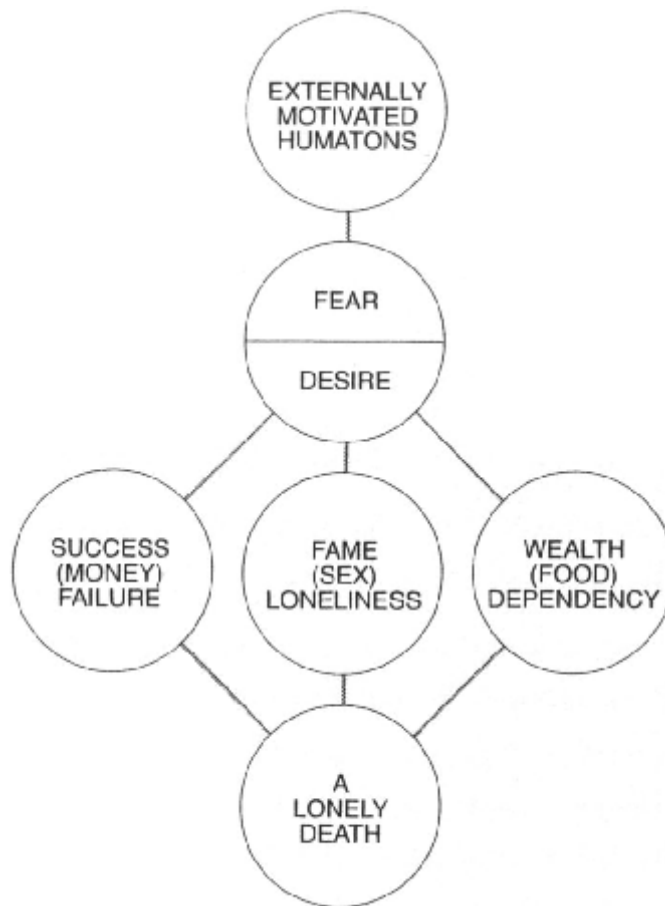 EXTERNALLY
MOTIVATED
HUMATONS
FEAR
DESIRE
SUCCESS
(MONEY)
FAILURE
FAME
(SEX)
LONELINESS
WEALTH
(FOOD)
DEPENDENCY
A
LONELY
DEATH